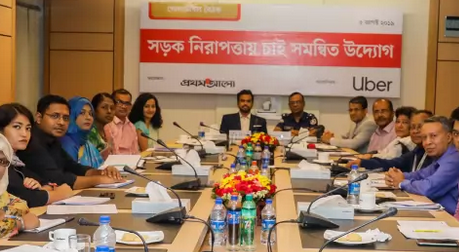 গোলটেবিল বৈঠক
সড়ক নিরাপত্তায় চাই সমন্বিত উদ্যোগ
প্রথম আলো
Uber